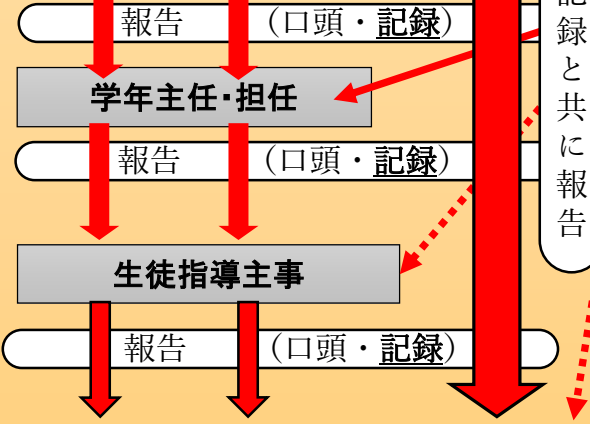 報告 （口頭・記録）
学年主任・担任
報告 （口頭・記録）
生徒指導主事
報告 （口頭・記録）
録と共に報告